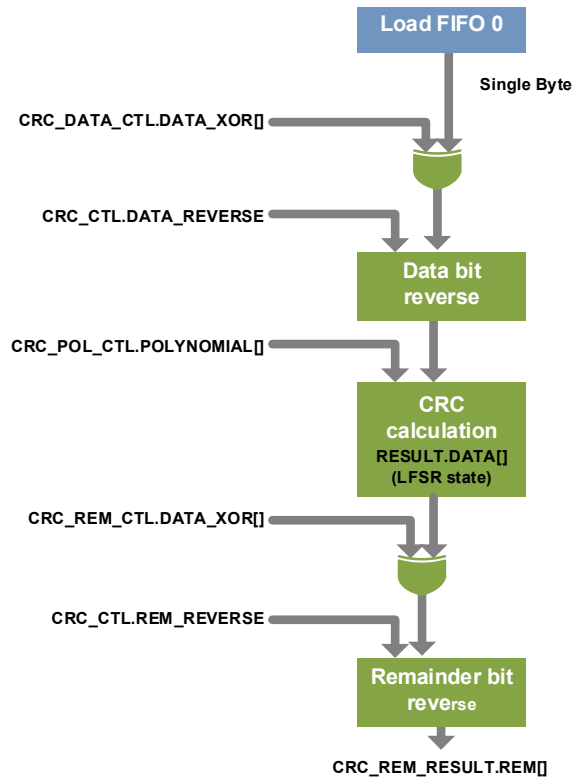 Load FIFO 0
Single Byte
CRC_DATA_CTL.DATA_XOR[]
CRC_CTL.DATA_REVERSE
Data bit
reverse
CRC_POL_CTL.POLYNOMIAL[]
CRC
calculation
RESULT.DATA[]
(LFSR state)
CRC_REM_CTL.DATA_XOR[]
CRC_CTL.REM_REVERSE
Remainder bit
reverse
CRC_REM_RESULT.REM[]